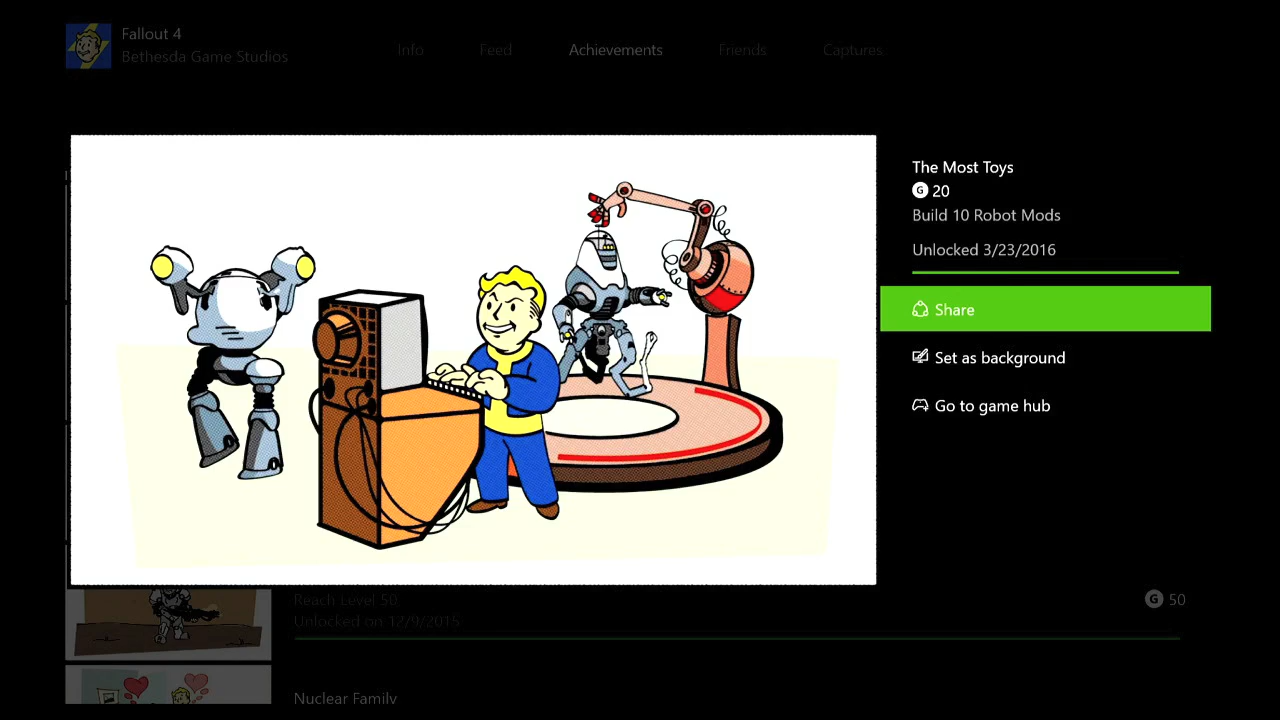 Fallout 4
Bethesda Game Studios
Info
Feed
Achievements
Friends
Captures
The Most Toys
G 20
Build 10 Robot Mods
Unlocked 3/23/2016
Share
Set as background
Go to game hub
Reach Level 50
Unlocked on 12/9/2015
G 50
Nuclear Family